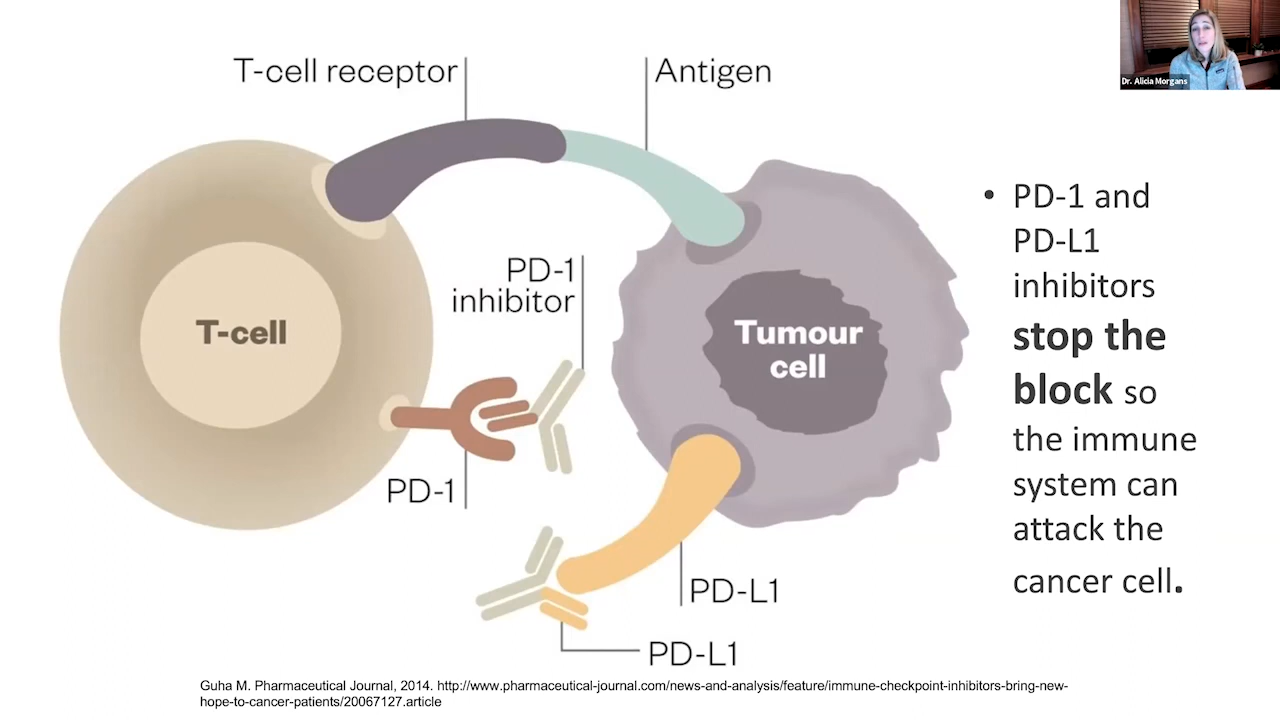 T-cell receptor
Antigen
Dr. Alicia Morgans
PD-1
inhibitor
T-cell
Tumour
cell
PD-1
PD-L1
PD-L1
• PD-1 and
PD-L1
inhibitors
stop the
block so
the immune
system can
attack the
cancer cell.
Guha M. Pharmaceutical Journal, 2014. http://www.pharmaceutical-journal.com/news-and-analysis/feature/immune-checkpoint-inhibitors-bring-new-
hope-to-cancer-patients/20067127.article